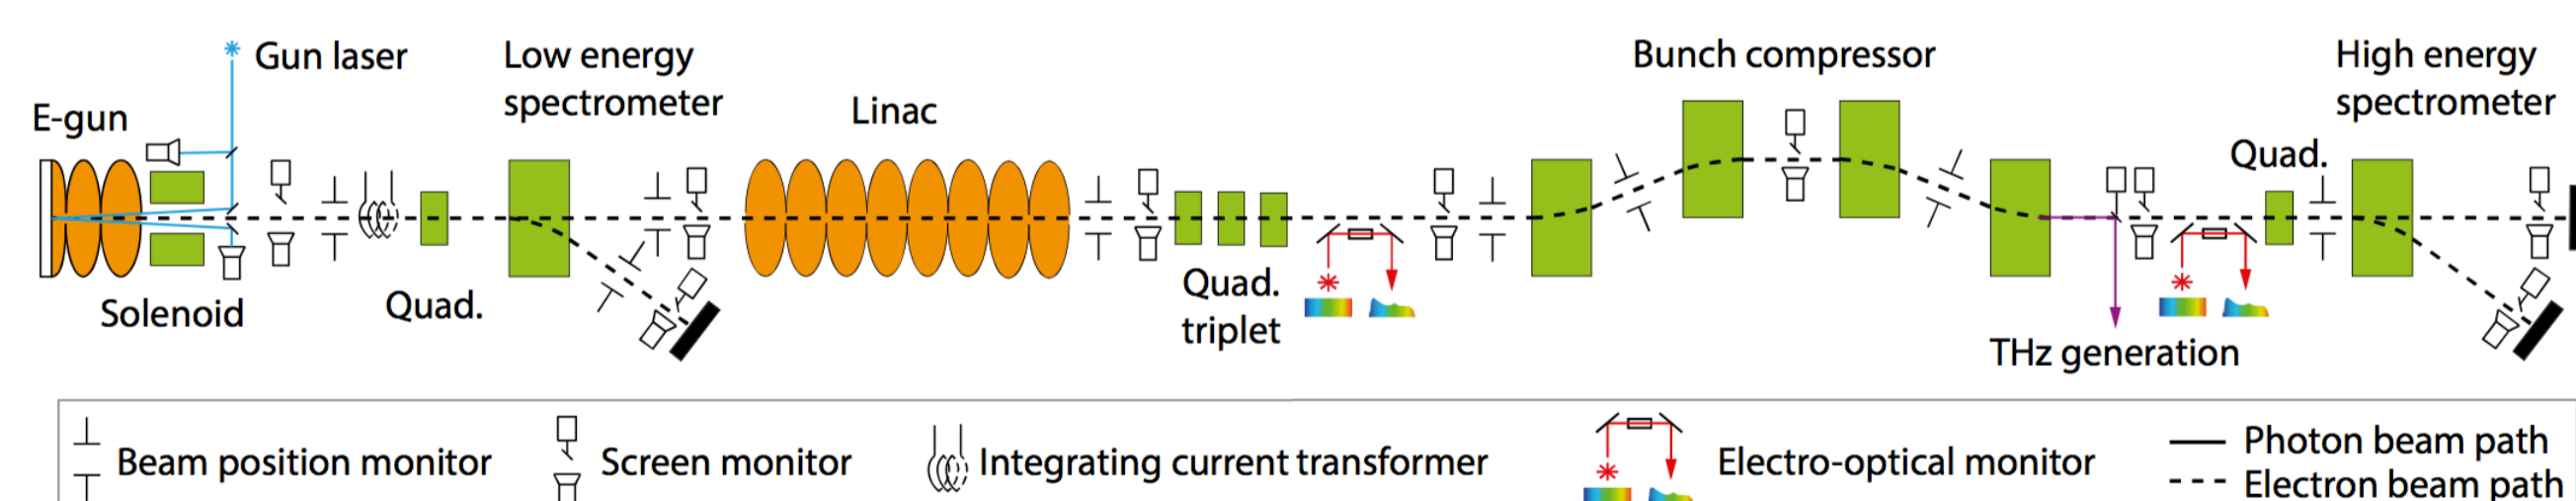 E-gun
Gun laser
Solenoid
Quad.
Low energy
spectrometer
Linac
Quad.
triplet
Bunch compressor
THz generation
Quad.
High energy
spectrometer
Beam position monitor
Screen monitor
Integrating current transformer
Electro-optical monitor
Photon beam path
Electron beam path